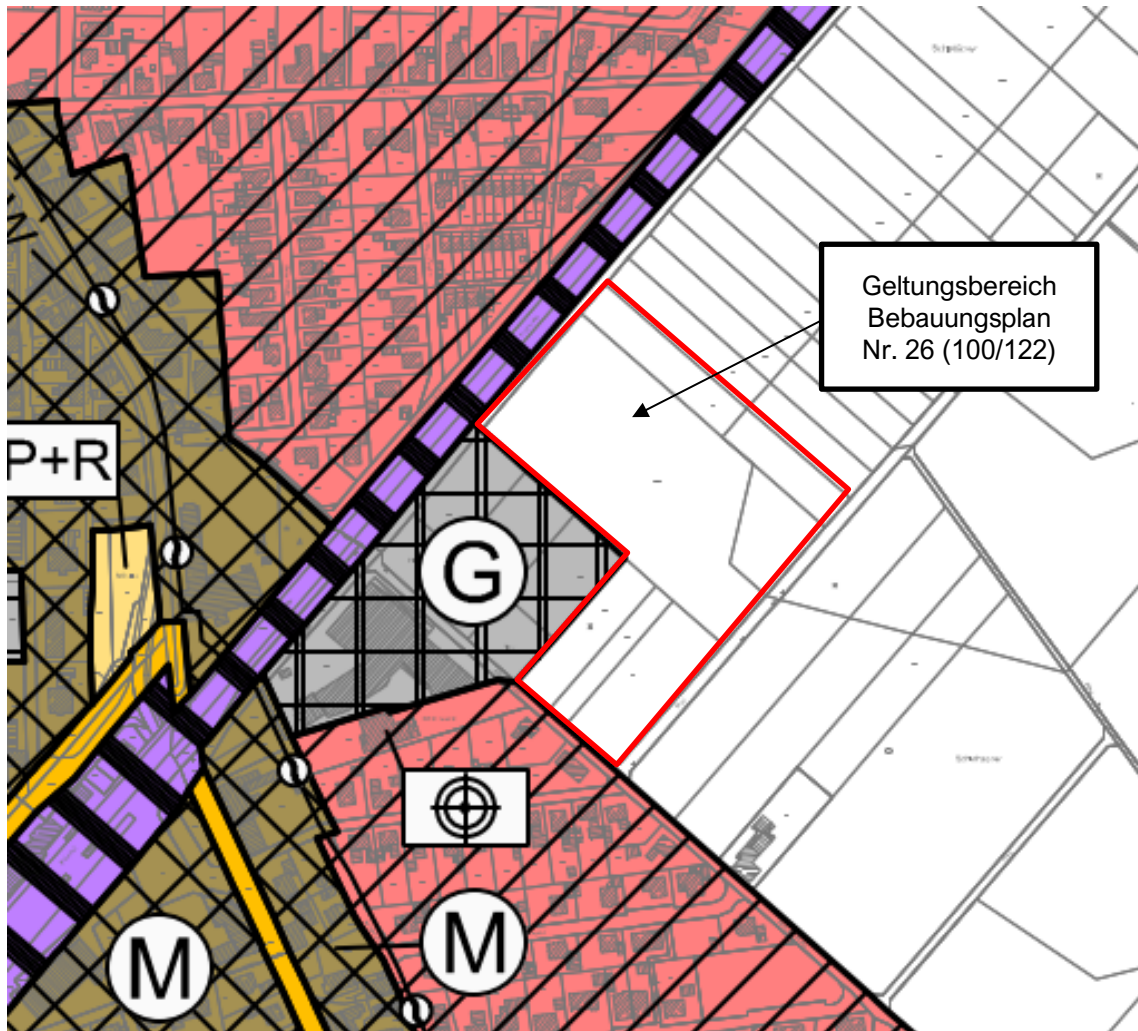 Geltungsbereich
Bebauungsplan
Nr. 26 (100/122)
P+R
G
M
M